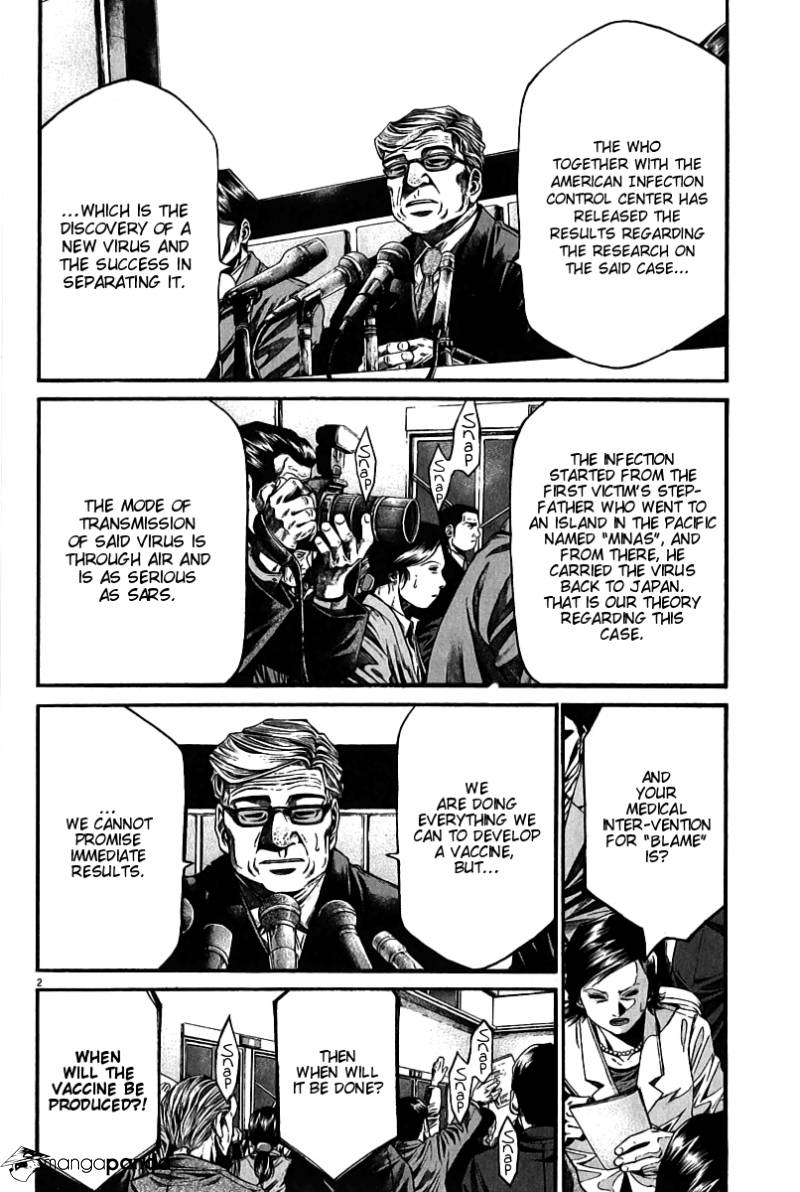 THE WHO
TOGETHER WITH THE
AMERICAN INFECTION
CONTROL CENTER HAS
RELEASED THE
RESULTS REGARDING
THE RESEARCH ON
THE SAID CASE...
...WHICH IS THE
DISCOVERY OF A
NEW VIRUS AND
THE SUCCESS IN
SEPARATING IT.
THE INFECTION
STARTED FROM THE
FIRST VICTIM'S STEP-
FATHER WHO WENT TO
AN ISLAND IN THE PACIFIC
NAMED "MINAS", AND
FROM THERE, HE
CARRIED THE VIRUS
BACK TO JAPAN.
THAT IS OUR THEORY
REGARDING THIS
CASE.
SNAP
SNAP
SNAP
THE MODE OF
TRANSMISSION
OF SAID VIRUS IS
THROUGH AIR AND
IS AS SERIOUS
AS SARS.
AND
YOUR
MEDICAL
INTER-VENTION
FOR "BLAME"
IS?
WE
ARE DOING
EVERYTHING WE
CAN TO DEVELOP
A VACCINE,
BUT...
...
WE CANNOT
PROMISE
IMMEDIATE
RESULTS.
2
SNAP
SNAP
SNAP
THEN
WHEN WILL
IT BE DONE?
SNAP
WHEN
WILL THE
VACCINE BE
PRODUCED?!
mangapanda